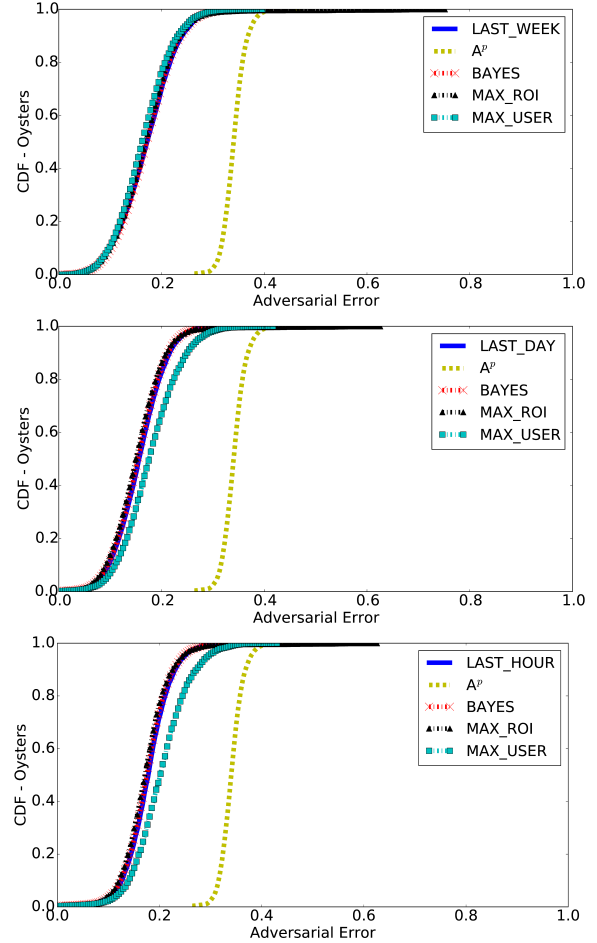 1.0
0.8
0.6
0.4
0.2
0.0
CDF - Oysters
0.0 0.2 0.4 0.6 0.8 1.0
Adversarial Error
LAST_WEEK
Aᵖ
BAYES
MAX_ROI
MAX_USER
1.0
0.8
0.6
0.4
0.2
0.0
CDF - Oysters
0.0 0.2 0.4 0.6 0.8 1.0
Adversarial Error
LAST_DAY
Aᵖ
BAYES
MAX_ROI
MAX_USER
1.0
0.8
0.6
0.4
0.2
0.0
CDF - Oysters
0.0 0.2 0.4 0.6 0.8 1.0
Adversarial Error
LAST_HOUR
Aᵖ
BAYES
MAX_ROI
MAX_USER